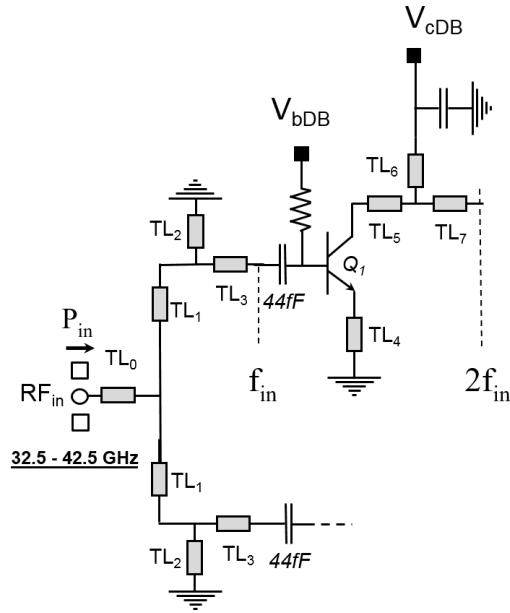 V_cDB
V_bDB
TL_6
TL_2
TL_5
TL_7
Q_1
TL_3
44fF
TL_1
TL_4
P_in
f_in
2f_in
TL_0
RF_in
32.5 - 42.5 GHz
TL_1
TL_2
TL_3
44fF